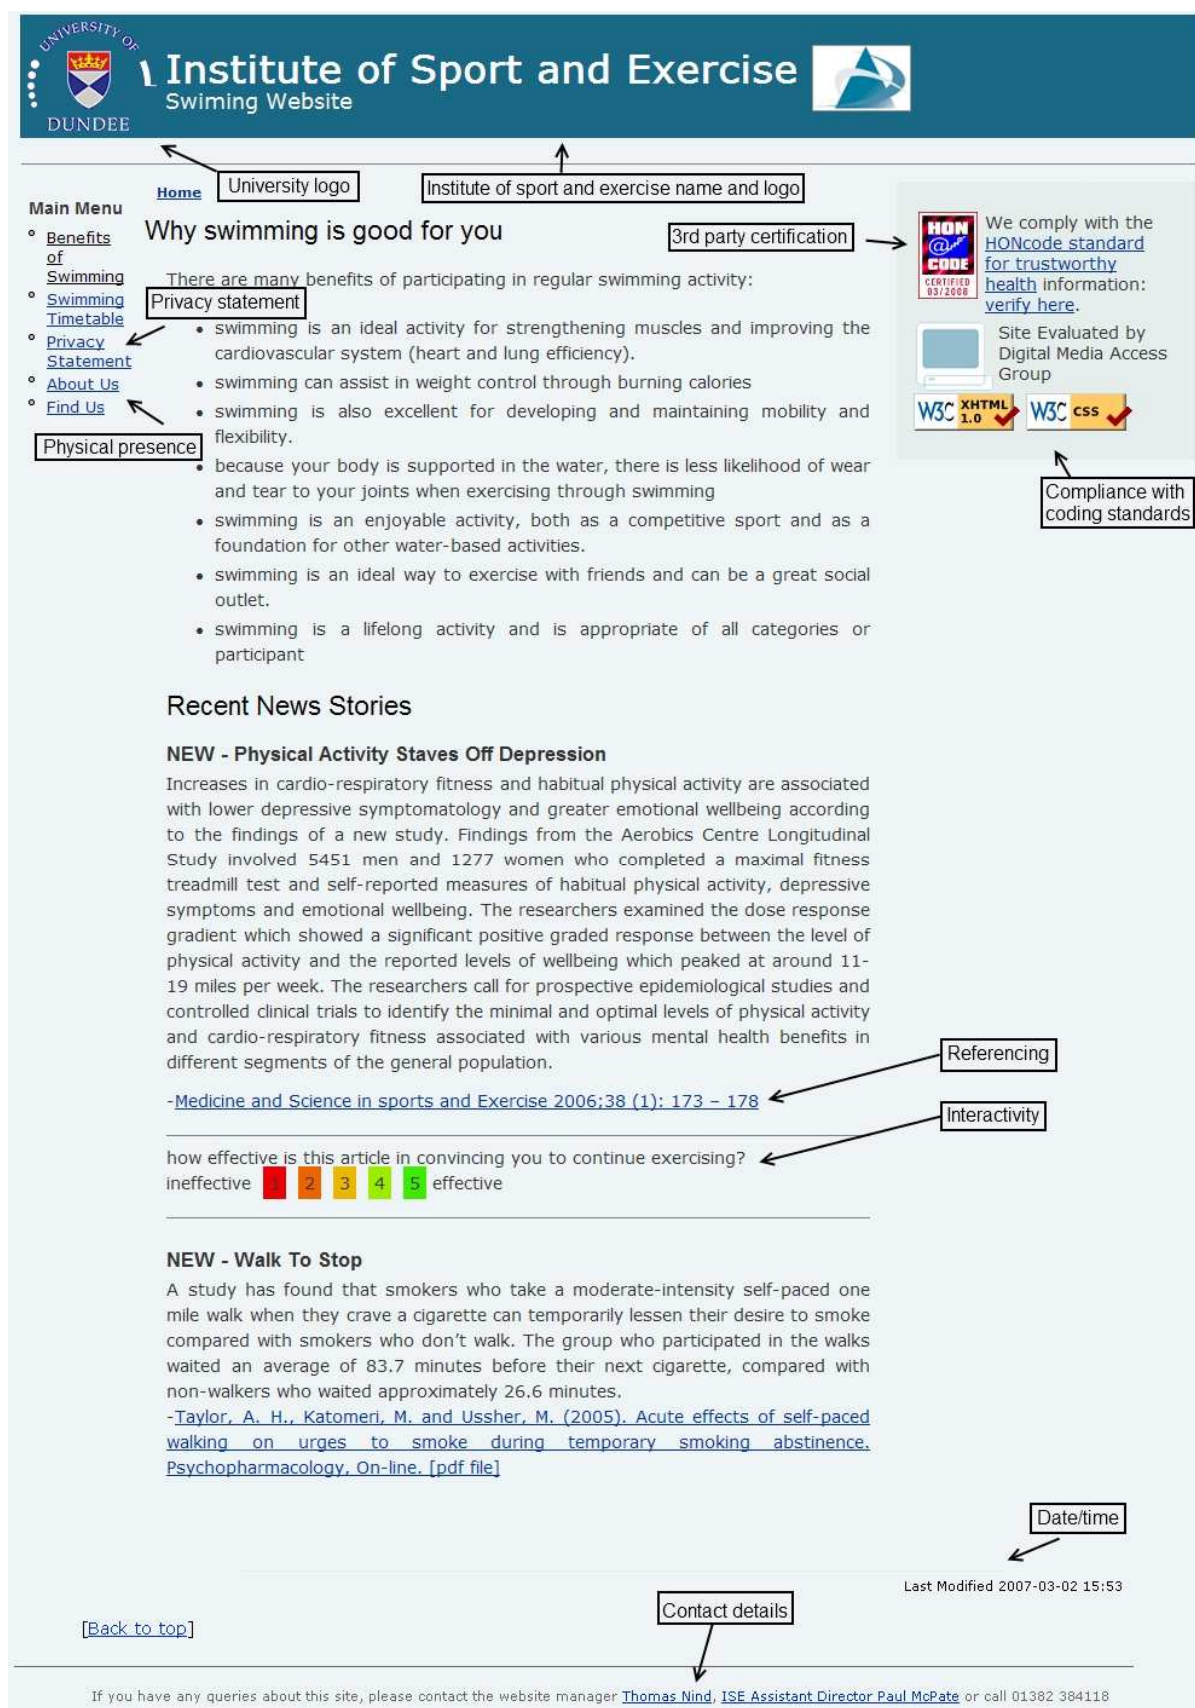 UNIVERSITY OF
DUNDEE
Institute of Sport and Exercise
Swiming Website
University logo
Institute of sport and exercise name and logo
Main Menu
Benefits
of
Swimming
Swimming
Timetable
Privacy
Statement
About Us
Find Us
Privacy statement
Physical presence
Home
Why swimming is good for you
There are many benefits of participating in regular swimming activity:
• swimming is an ideal activity for strengthening muscles and improving the
cardiovascular system (heart and lung efficiency).
• swimming can assist in weight control through burning calories
• swimming is also excellent for developing and maintaining mobility and
flexibility.
• because your body is supported in the water, there is less likelihood of wear
and tear to your joints when exercising through swimming
• swimming is an enjoyable activity, both as a competitive sport and as a
foundation for other water-based activities.
• swimming is an ideal way to exercise with friends and can be a great social
outlet.
• swimming is a lifelong activity and is appropriate of all categories or
participant
3rd party certification
HON
@
CODE
CERTIFIED
03/2008
We comply with the
HONcode standard
for trustworthy
health information:
verify here.
Site Evaluated by
Digital Media Access
Group
W3C XHTML 1.0
W3C css
Compliance with
coding standards
Recent News Stories
NEW - Physical Activity Staves Off Depression
Increases in cardio-respiratory fitness and habitual physical activity are associated
with lower depressive symptomatology and greater emotional wellbeing according
to the findings of a new study. Findings from the Aerobics Centre Longitudinal
Study involved 5451 men and 1277 women who completed a maximal fitness
treadmill test and self-reported measures of habitual physical activity, depressive
symptoms and emotional wellbeing. The researchers examined the dose response
gradient which showed a significant positive graded response between the level of
physical activity and the reported levels of wellbeing which peaked at around 11-
19 miles per week. The researchers call for prospective epidemiological studies and
controlled clinical trials to identify the minimal and optimal levels of physical activity
and cardio-respiratory fitness associated with various mental health benefits in
different segments of the general population.
Referencing
-Medicine and Science in sports and Exercise 2006;38 (1): 173 – 178
Interactivity
how effective is this article in convincing you to continue exercising?
ineffective 1 2 3 4 5 effective
NEW - Walk To Stop
A study has found that smokers who take a moderate-intensity self-paced one
mile walk when they crave a cigarette can temporarily lessen their desire to smoke
compared with smokers who don't walk. The group who participated in the walks
waited an average of 83.7 minutes before their next cigarette, compared with
non-walkers who waited approximately 26.6 minutes.
-Taylor, A. H., Katomeri, M. and Ussher, M. (2005). Acute effects of self-paced
walking on urges to smoke during temporary smoking abstinence.
Psychopharmacology, On-line. [pdf file]
Date/time
Last Modified 2007-03-02 15:53
Contact details
[Back to top]
If you have any queries about this site, please contact the website manager Thomas Nind, ISE Assistant Director Paul McPate or call 01382 384118